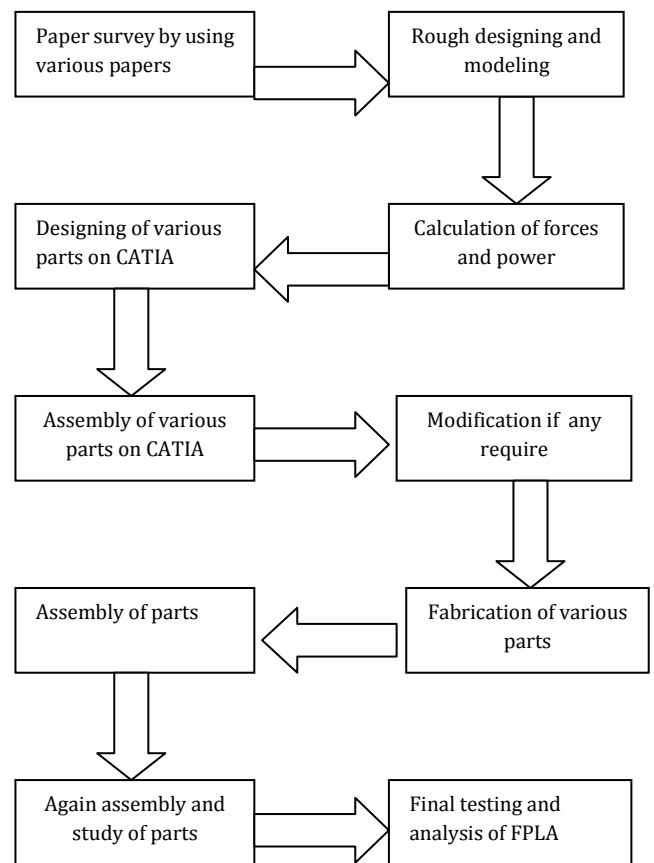 Paper survey by using
various papers
Rough designing and
modeling
Calculation of forces
and power
Designing of various
parts on CATIA
Assembly of various
parts on CATIA
Modification if any
require
Fabrication of various
parts
Assembly of parts
Again assembly and
study of parts
Final testing and
analysis of FPLA